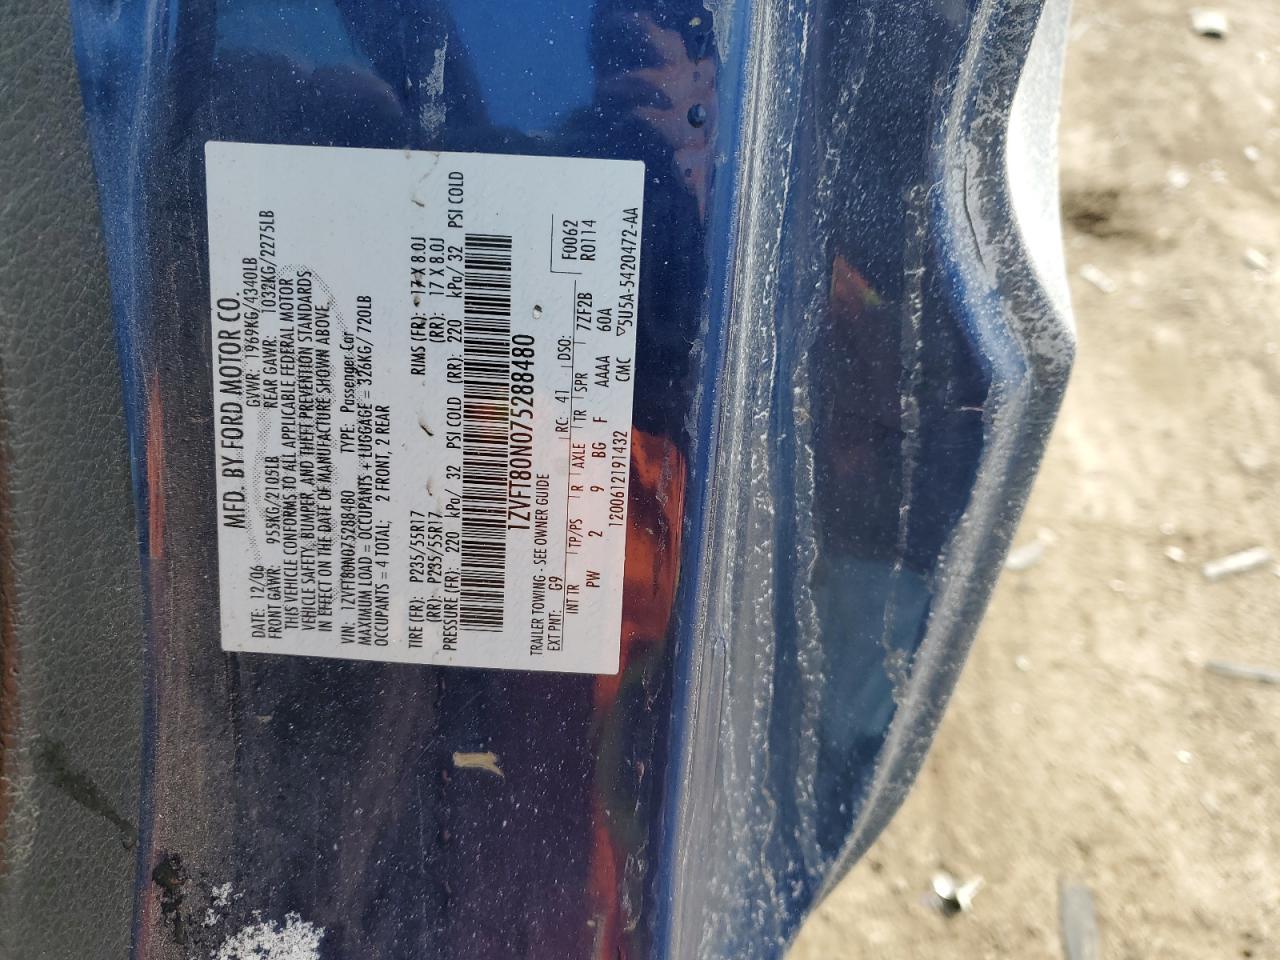 MFD. BY FORD MOTOR CO.
DATE: 12/06 GVWR: 1969KG/4340LB
FRONT GAWR: 955KG/2105LB REAR GAWR: 1032KG/2275LB
THIS VEHICLE CONFORMS TO ALL APPLICABLE FEDERAL MOTOR
VEHICLE SAFETY, BUMPER, AND THEFT PREVENTION STANDARDS
IN EFFECT ON THE DATE OF MANUFACTURE SHOWN ABOVE.
VIN: 1ZVFT80N075288480 TYPE: Passenger Car
MAXIMUM LOAD = OCCUPANTS + LUGGAGE = 326KG/720LB
OCCUPANTS = 4 TOTAL; 2 FRONT, 2 REAR
TIRE (FR): P235/55R17 RIMS (FR): 17 X 8.0J
(RR): P235/55R17 (RR): 17 X 8.0J
PRESSURE (FR): 220 kPa/ 32 PSI COLD (RR): 220 kPa/ 32 PSI COLD
1ZVFT80N075288480
TRAILER TOWING - SEE OWNER GUIDE F0062
EXT PNT: G9 RC: 41 DSO: R0114
INT TR TP/PS R AXLE TR SPR 7ZF2B
PW 2 9 BG F AAAA 60A
1200612191432 CMC ▽5U5A-5420472-AA